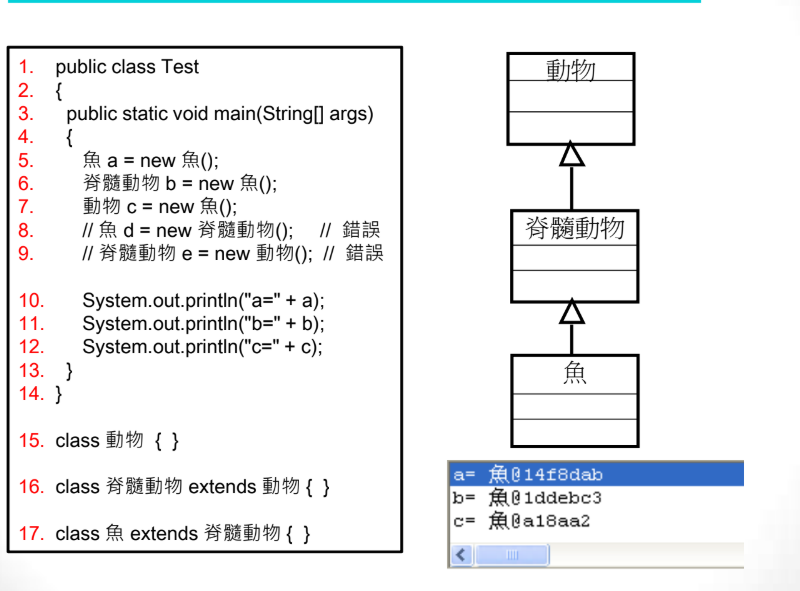 1. public class Test
2. {
3. public static void main(String[] args)
4. {
5. 魚 a = new 魚();
6. 脊髓動物 b = new 魚();
7. 動物 c = new 魚();
8. // 魚 d = new 脊髓動物(); // 錯誤
9. // 脊髓動物 e = new 動物(); // 錯誤
10. System.out.println("a=" + a);
11. System.out.println("b=" + b);
12. System.out.println("c=" + c);
13. }
14. }
15. class 動物 { }
16. class 脊髓動物 extends 動物 { }
17. class 魚 extends 脊髓動物 { }
動物
脊髓動物
魚
a= 魚@14f8dab
b= 魚@1ddebc3
c= 魚@a18aa2